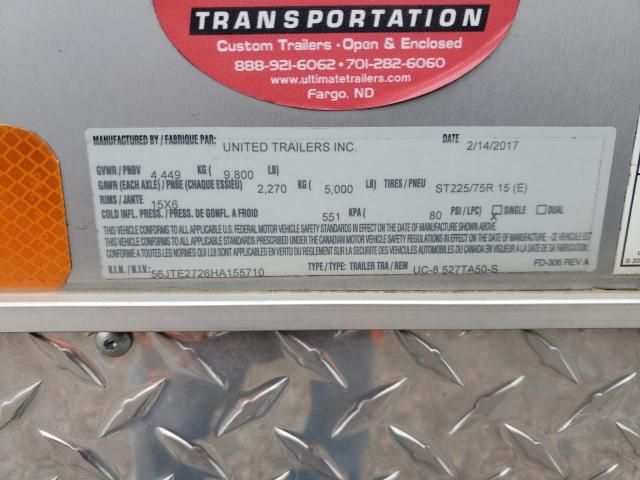 TRANSPORTATION
Custom Trailers • Open & Enclosed
888-921-6062 • 701-282-6060
www.ultimatetrailers.com
Fargo, ND
MANUFACTURED BY / FABRIQUE PAR: UNITED TRAILERS INC. DATE 2/14/2017
GVWR / PNBV 4,449 KG ( 9,800 LB)
GAWR (EACH AXLE) / PNBE (CHAQUE ESSIEU) 2,270 KG ( 5,000 LB) TIRES / PNEU ST225/75R 15 (E)
RIMS / JANTE 15X6
COLD INFL. PRESS./PRESS. DE GONFL. A FROID 551 KPA ( 80 PSI / LPC) X SINGLE DUAL
THIS VEHICLE CONFORMS TO ALL APPLICABLE U.S. FEDERAL MOTOR VEHICLE SAFETY STANDARDS IN EFFECT ON THE DATE OF MANUFACTURE SHOWN ABOVE. /
V.I.N. / N.I.V.: 56JTE2726HA155710 TYPE / TYPE: TRAILER TRA / REM UC-8.527TA50-S FD-306 REV A